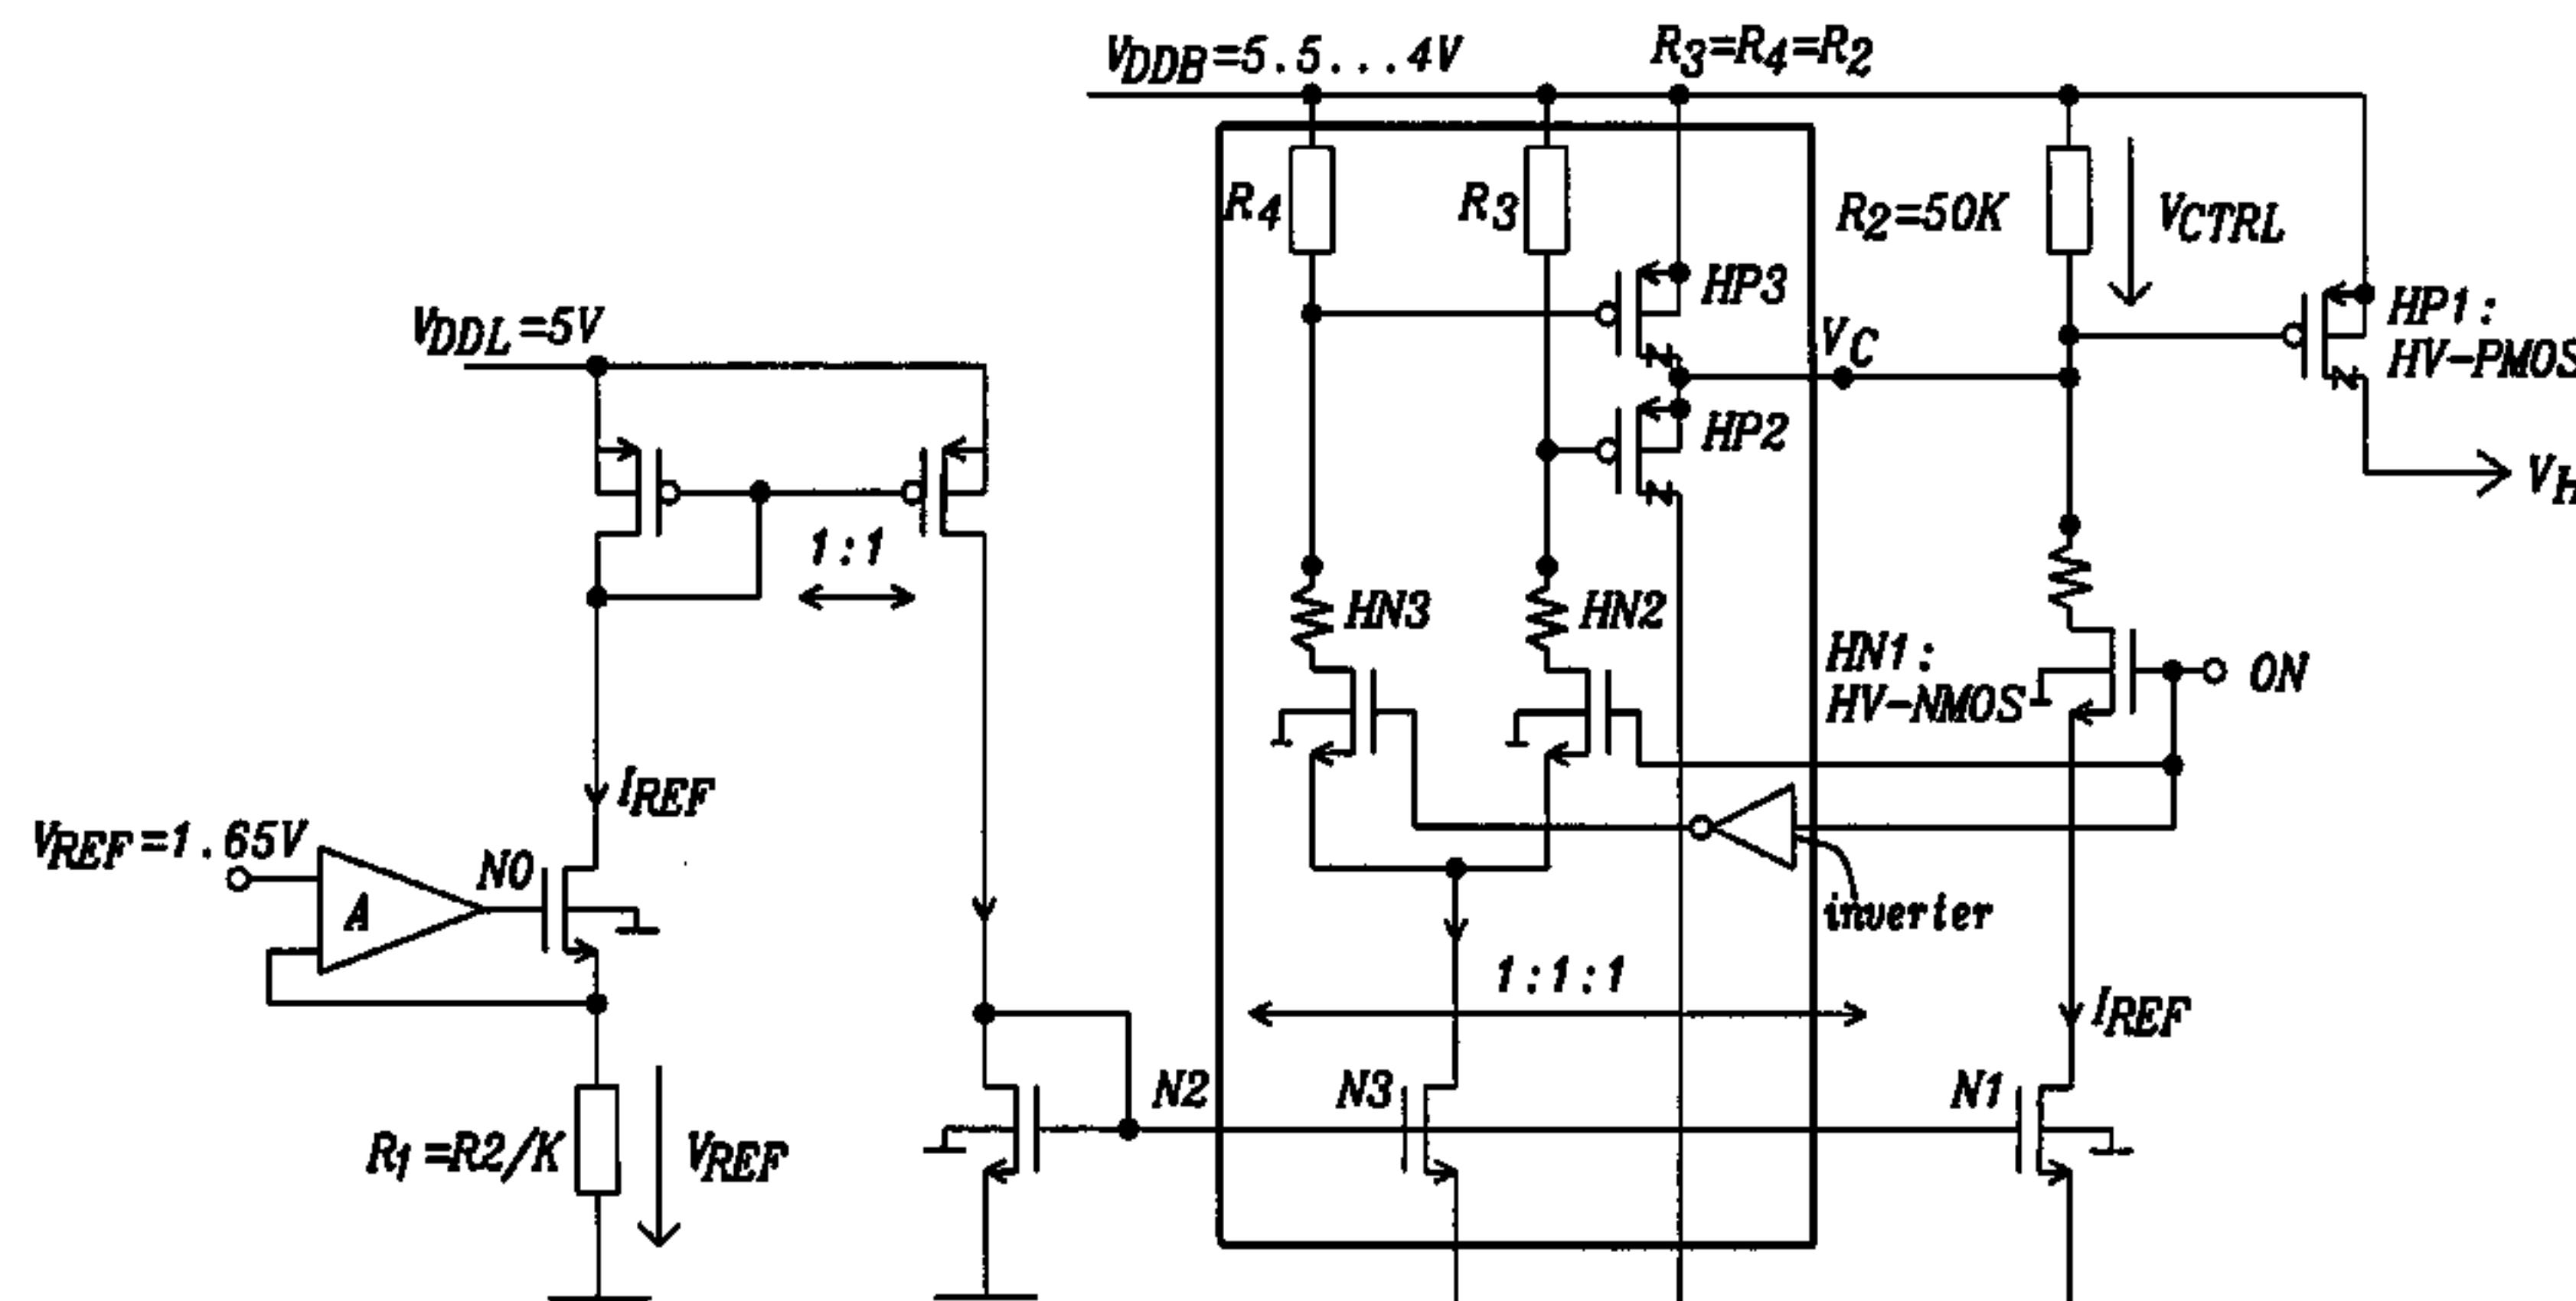 VDDB=5.5...4V
R3=R4=R2
R4
R3
R2=50K
VCTRL
HP3
HP1:
HV-PMOS
VDDL=5V
VC
HP2
VH
1:1
HN3
HN2
HN1:
HV-NMOS
ON
IREF
VREF=1.65V
N0
A
inverter
1:1:1
IREF
N2
N3
N1
R1=R2/K
VREF